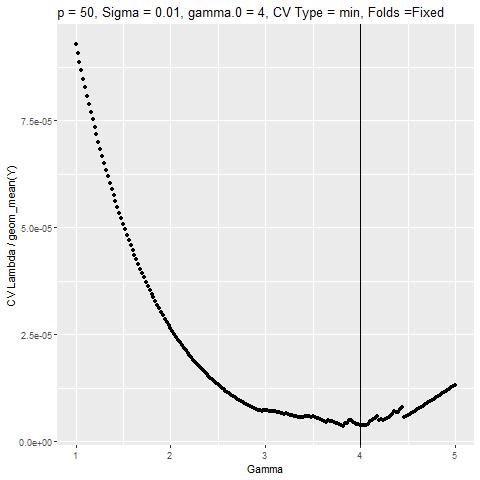 p = 50, Sigma = 0.01, gamma.0 = 4, CV Type = min, Folds =Fixed
CV Lambda / geom_mean(Y)
7.5e-05
5.0e-05
2.5e-05
0.0e+00
1 2 3 4 5
Gamma